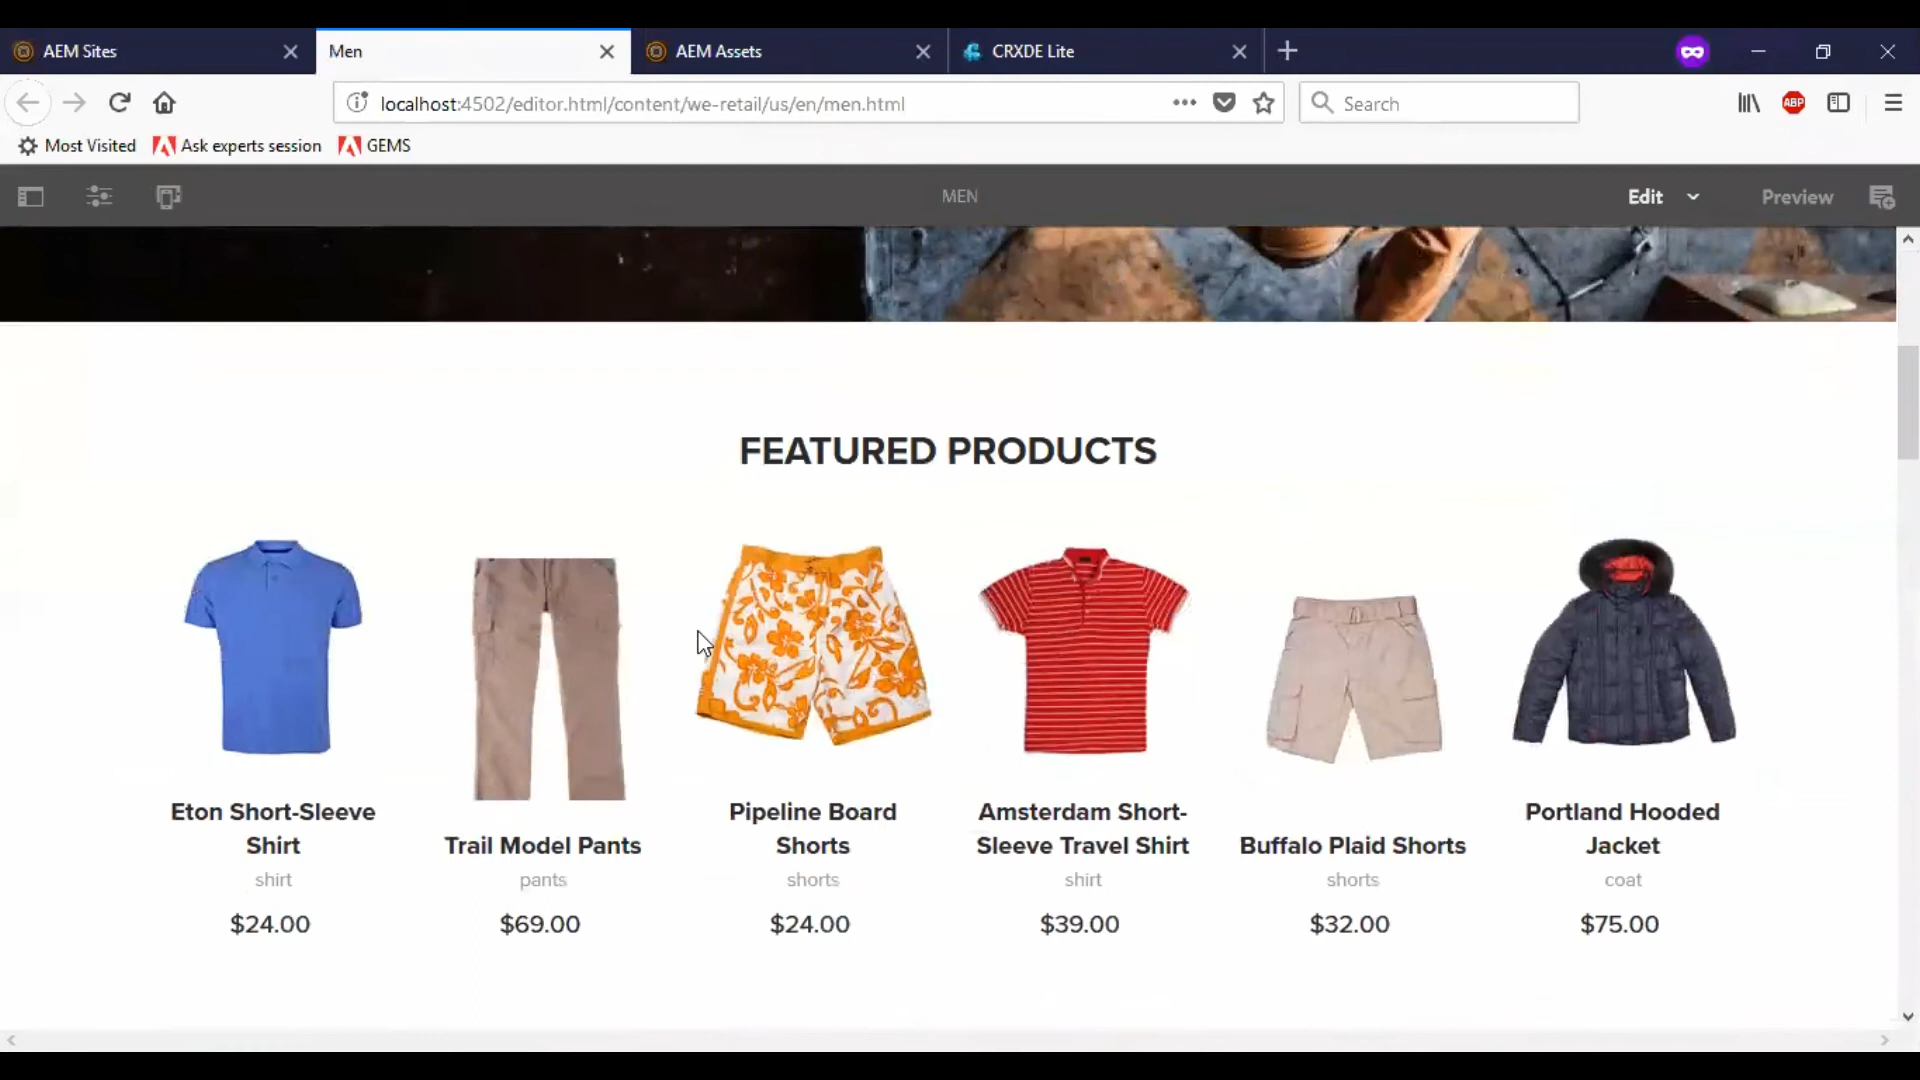 AEM Sites
Men
AEM Assets
CRXDE Lite
localhost:4502/editor.html/content/we-retail/us/en/men.html
Search
ABP
Most Visited
Ask experts session
GEMS
MEN
Edit
Preview
FEATURED PRODUCTS
Eton Short-Sleeve
Shirt
shirt
$24.00
Trail Model Pants
pants
$69.00
Pipeline Board
Shorts
shorts
$24.00
Amsterdam Short-
Sleeve Travel Shirt
shirt
$39.00
Buffalo Plaid Shorts
shorts
$32.00
Portland Hooded
Jacket
coat
$75.00